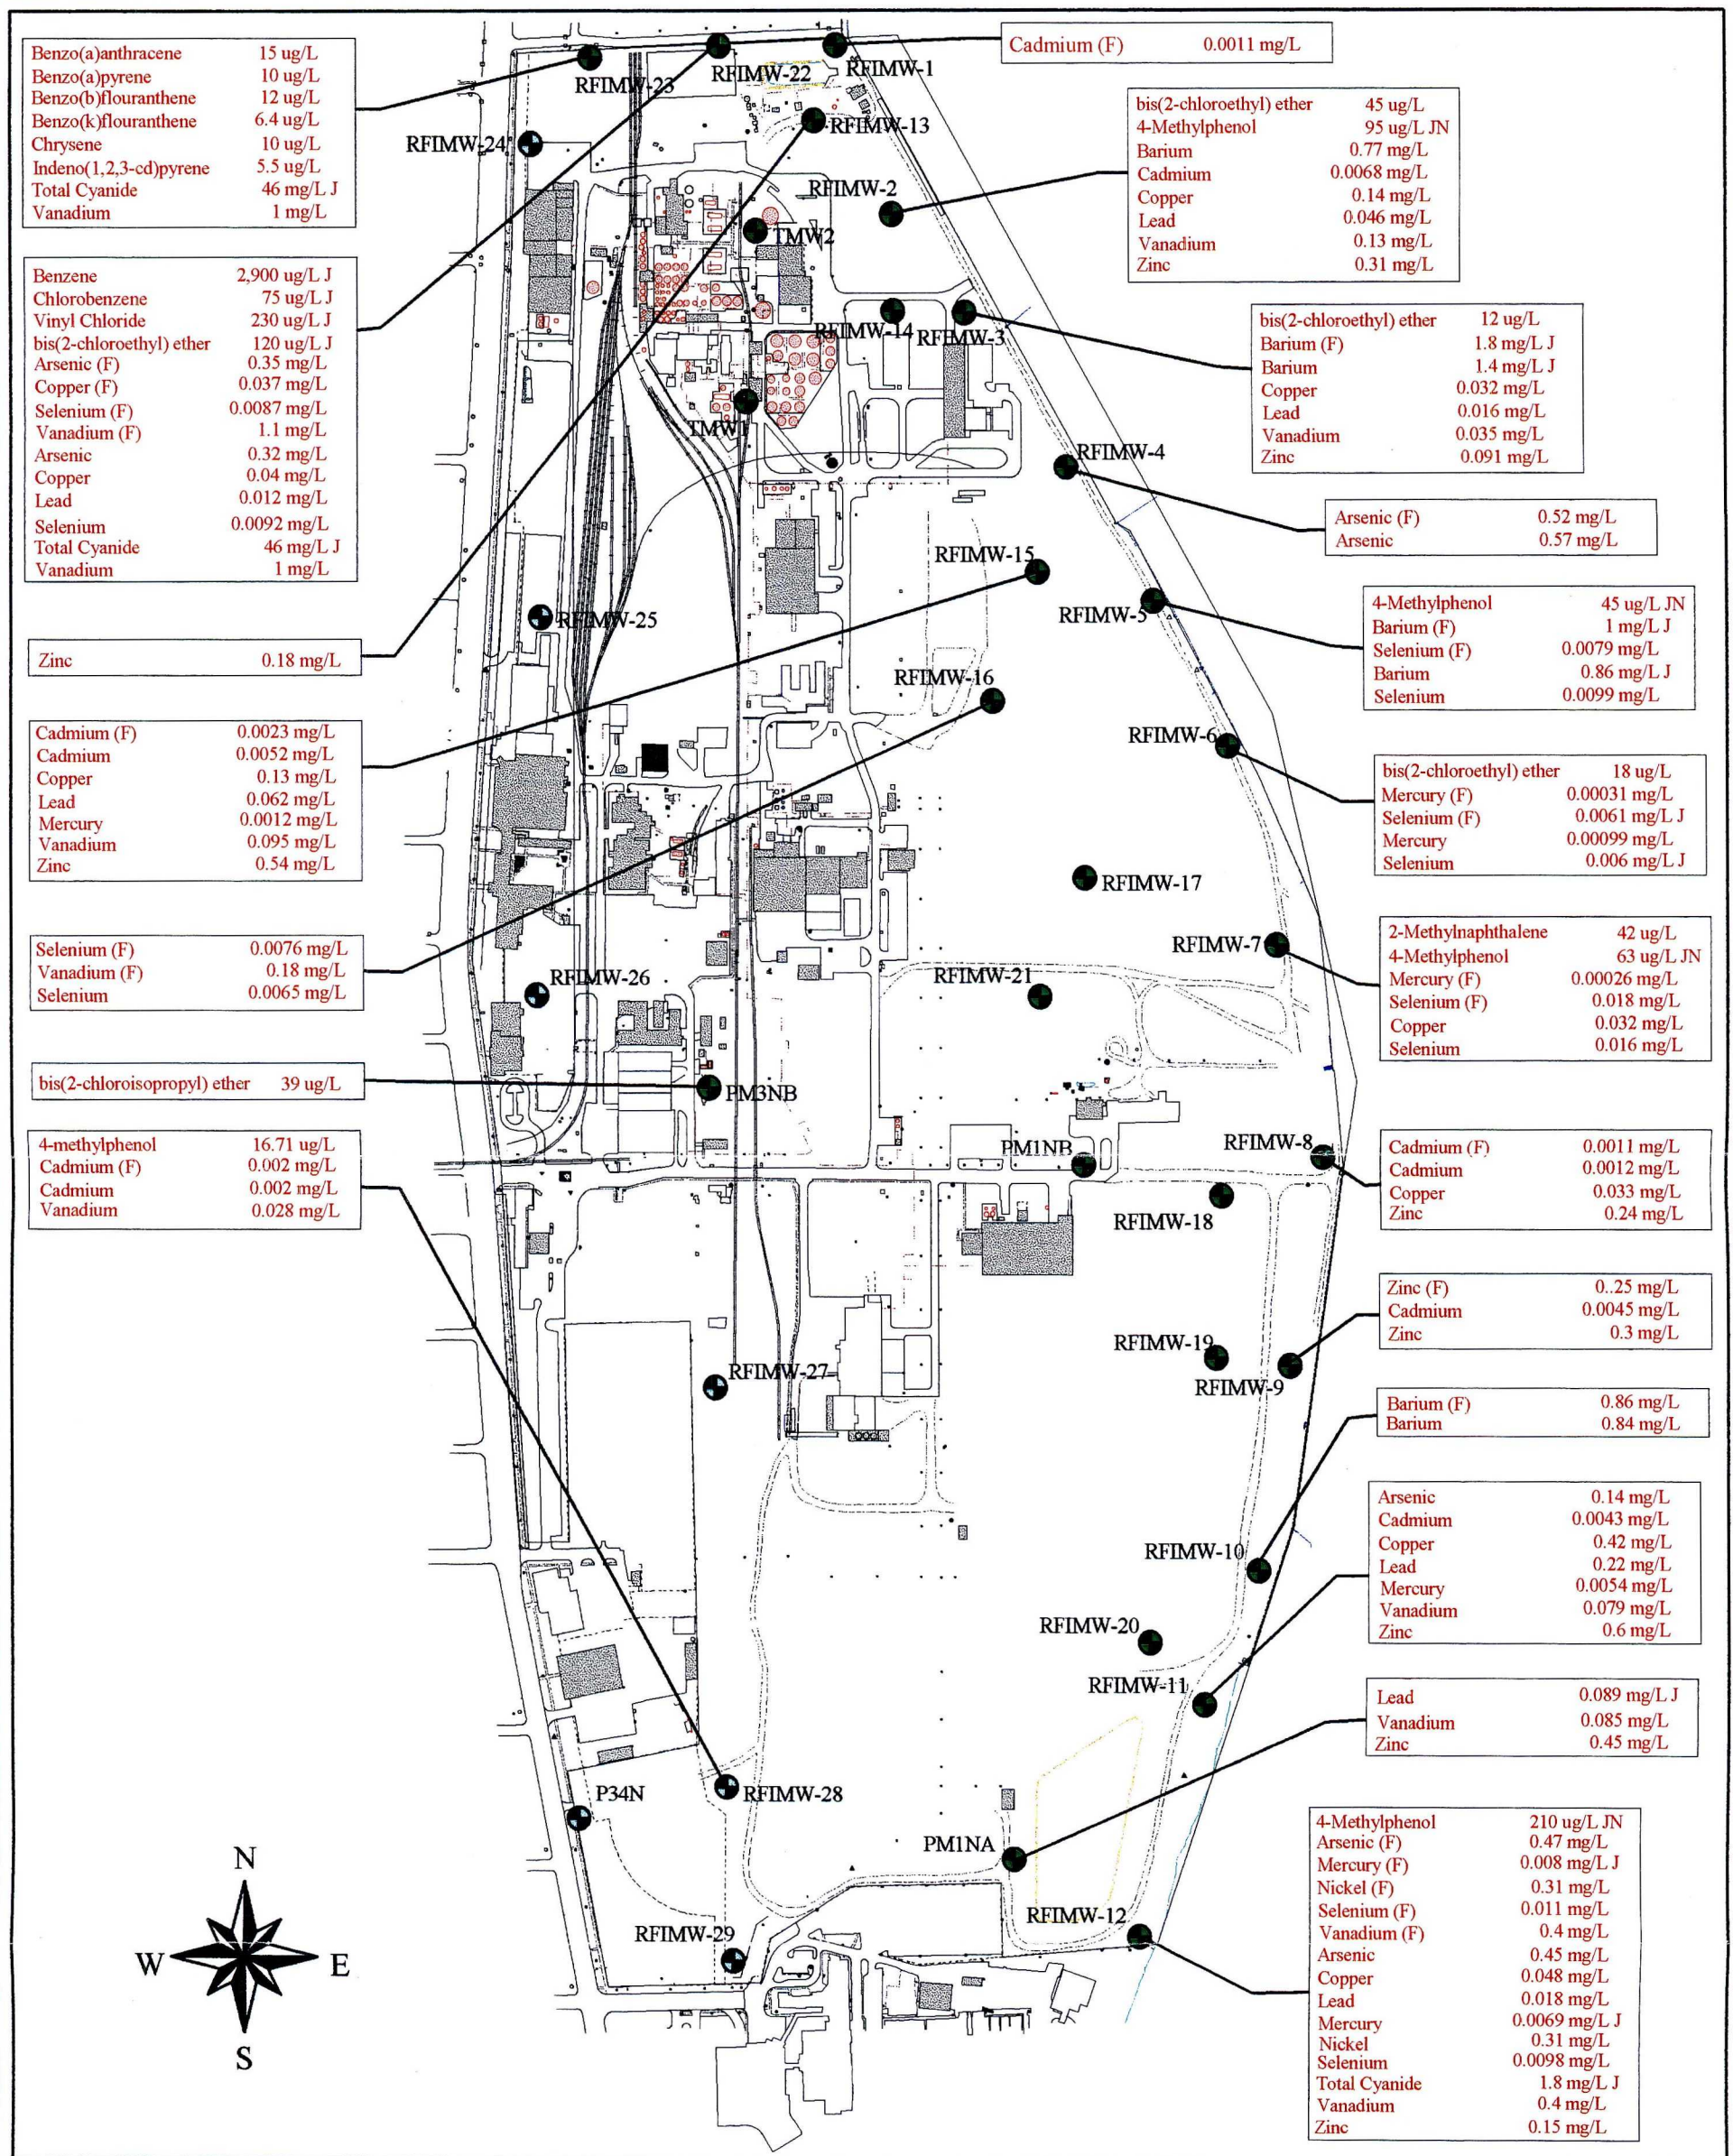 Benzo(a)anthracene 15 ug/L
Benzo(a)pyrene 10 ug/L
Benzo(b)flouranthene 12 ug/L
Benzo(k)flouranthene 6.4 ug/L
Chrysene 10 ug/L
Indeno(1,2,3-cd)pyrene 5.5 ug/L
Total Cyanide 46 mg/L J
Vanadium 1 mg/L
Benzene 2,900 ug/L J
Chlorobenzene 75 ug/L J
Vinyl Chloride 230 ug/L J
bis(2-chloroethyl) ether 120 ug/L J
Arsenic (F) 0.35 mg/L
Copper (F) 0.037 mg/L
Selenium (F) 0.0087 mg/L
Vanadium (F) 1.1 mg/L
Arsenic 0.32 mg/L
Copper 0.04 mg/L
Lead 0.012 mg/L
Selenium 0.0092 mg/L
Total Cyanide 46 mg/L J
Vanadium 1 mg/L
Zinc 0.18 mg/L
Cadmium (F) 0.0023 mg/L
Cadmium 0.0052 mg/L
Copper 0.13 mg/L
Lead 0.062 mg/L
Mercury 0.0012 mg/L
Vanadium 0.095 mg/L
Zinc 0.54 mg/L
Selenium (F) 0.0076 mg/L
Vanadium (F) 0.18 mg/L
Selenium 0.0065 mg/L
bis(2-chloroisopropyl) ether 39 ug/L
4-methylphenol 16.71 ug/L
Cadmium (F) 0.002 mg/L
Cadmium 0.002 mg/L
Vanadium 0.028 mg/L
RFIMW-23
RFIMW-22
RFIMW-1
RFIMW-13
RFIMW-24
RFIMW-2
TMW2
RFIMW-14
RFIMW-3
TMW1
RFIMW-4
RFIMW-15
RFIMW-5
RFIMW-25
RFIMW-16
RFIMW-6
RFIMW-17
RFIMW-7
RFIMW-26
RFIMW-21
PM3NB
PM1NB
RFIMW-8
RFIMW-18
RFIMW-19
RFIMW-9
RFIMW-27
RFIMW-10
RFIMW-20
RFIMW-11
RFIMW-28
P34N
PM1NA
RFIMW-12
RFIMW-29
Cadmium (F) 0.0011 mg/L
bis(2-chloroethyl) ether 45 ug/L
4-Methylphenol 95 ug/L JN
Barium 0.77 mg/L
Cadmium 0.0068 mg/L
Copper 0.14 mg/L
Lead 0.046 mg/L
Vanadium 0.13 mg/L
Zinc 0.31 mg/L
bis(2-chloroethyl) ether 12 ug/L
Barium (F) 1.8 mg/L J
Barium 1.4 mg/L J
Copper 0.032 mg/L
Lead 0.016 mg/L
Vanadium 0.035 mg/L
Zinc 0.091 mg/L
Arsenic (F) 0.52 mg/L
Arsenic 0.57 mg/L
4-Methylphenol 45 ug/L JN
Barium (F) 1 mg/L J
Selenium (F) 0.0079 mg/L
Barium 0.86 mg/L J
Selenium 0.0099 mg/L
bis(2-chloroethyl) ether 18 ug/L
Mercury (F) 0.00031 mg/L
Selenium (F) 0.0061 mg/L J
Mercury 0.00099 mg/L
Selenium 0.006 mg/L J
2-Methylnaphthalene 42 ug/L
4-Methylphenol 63 ug/L JN
Mercury (F) 0.00026 mg/L
Selenium (F) 0.018 mg/L
Copper 0.032 mg/L
Selenium 0.016 mg/L
Cadmium (F) 0.0011 mg/L
Cadmium 0.0012 mg/L
Copper 0.033 mg/L
Zinc 0.24 mg/L
Zinc (F) 0..25 mg/L
Cadmium 0.0045 mg/L
Zinc 0.3 mg/L
Barium (F) 0.86 mg/L
Barium 0.84 mg/L
Arsenic 0.14 mg/L
Cadmium 0.0043 mg/L
Copper 0.42 mg/L
Lead 0.22 mg/L
Mercury 0.0054 mg/L
Vanadium 0.079 mg/L
Zinc 0.6 mg/L
Lead 0.089 mg/L J
Vanadium 0.085 mg/L
Zinc 0.45 mg/L
4-Methylphenol 210 ug/L JN
Arsenic (F) 0.47 mg/L
Mercury (F) 0.008 mg/L J
Nickel (F) 0.31 mg/L
Selenium (F) 0.011 mg/L
Vanadium (F) 0.4 mg/L
Arsenic 0.45 mg/L
Copper 0.048 mg/L
Lead 0.018 mg/L
Mercury 0.0069 mg/L J
Nickel 0.31 mg/L
Selenium 0.0098 mg/L
Total Cyanide 1.8 mg/L J
Vanadium 0.4 mg/L
Zinc 0.15 mg/L
N
W E
S